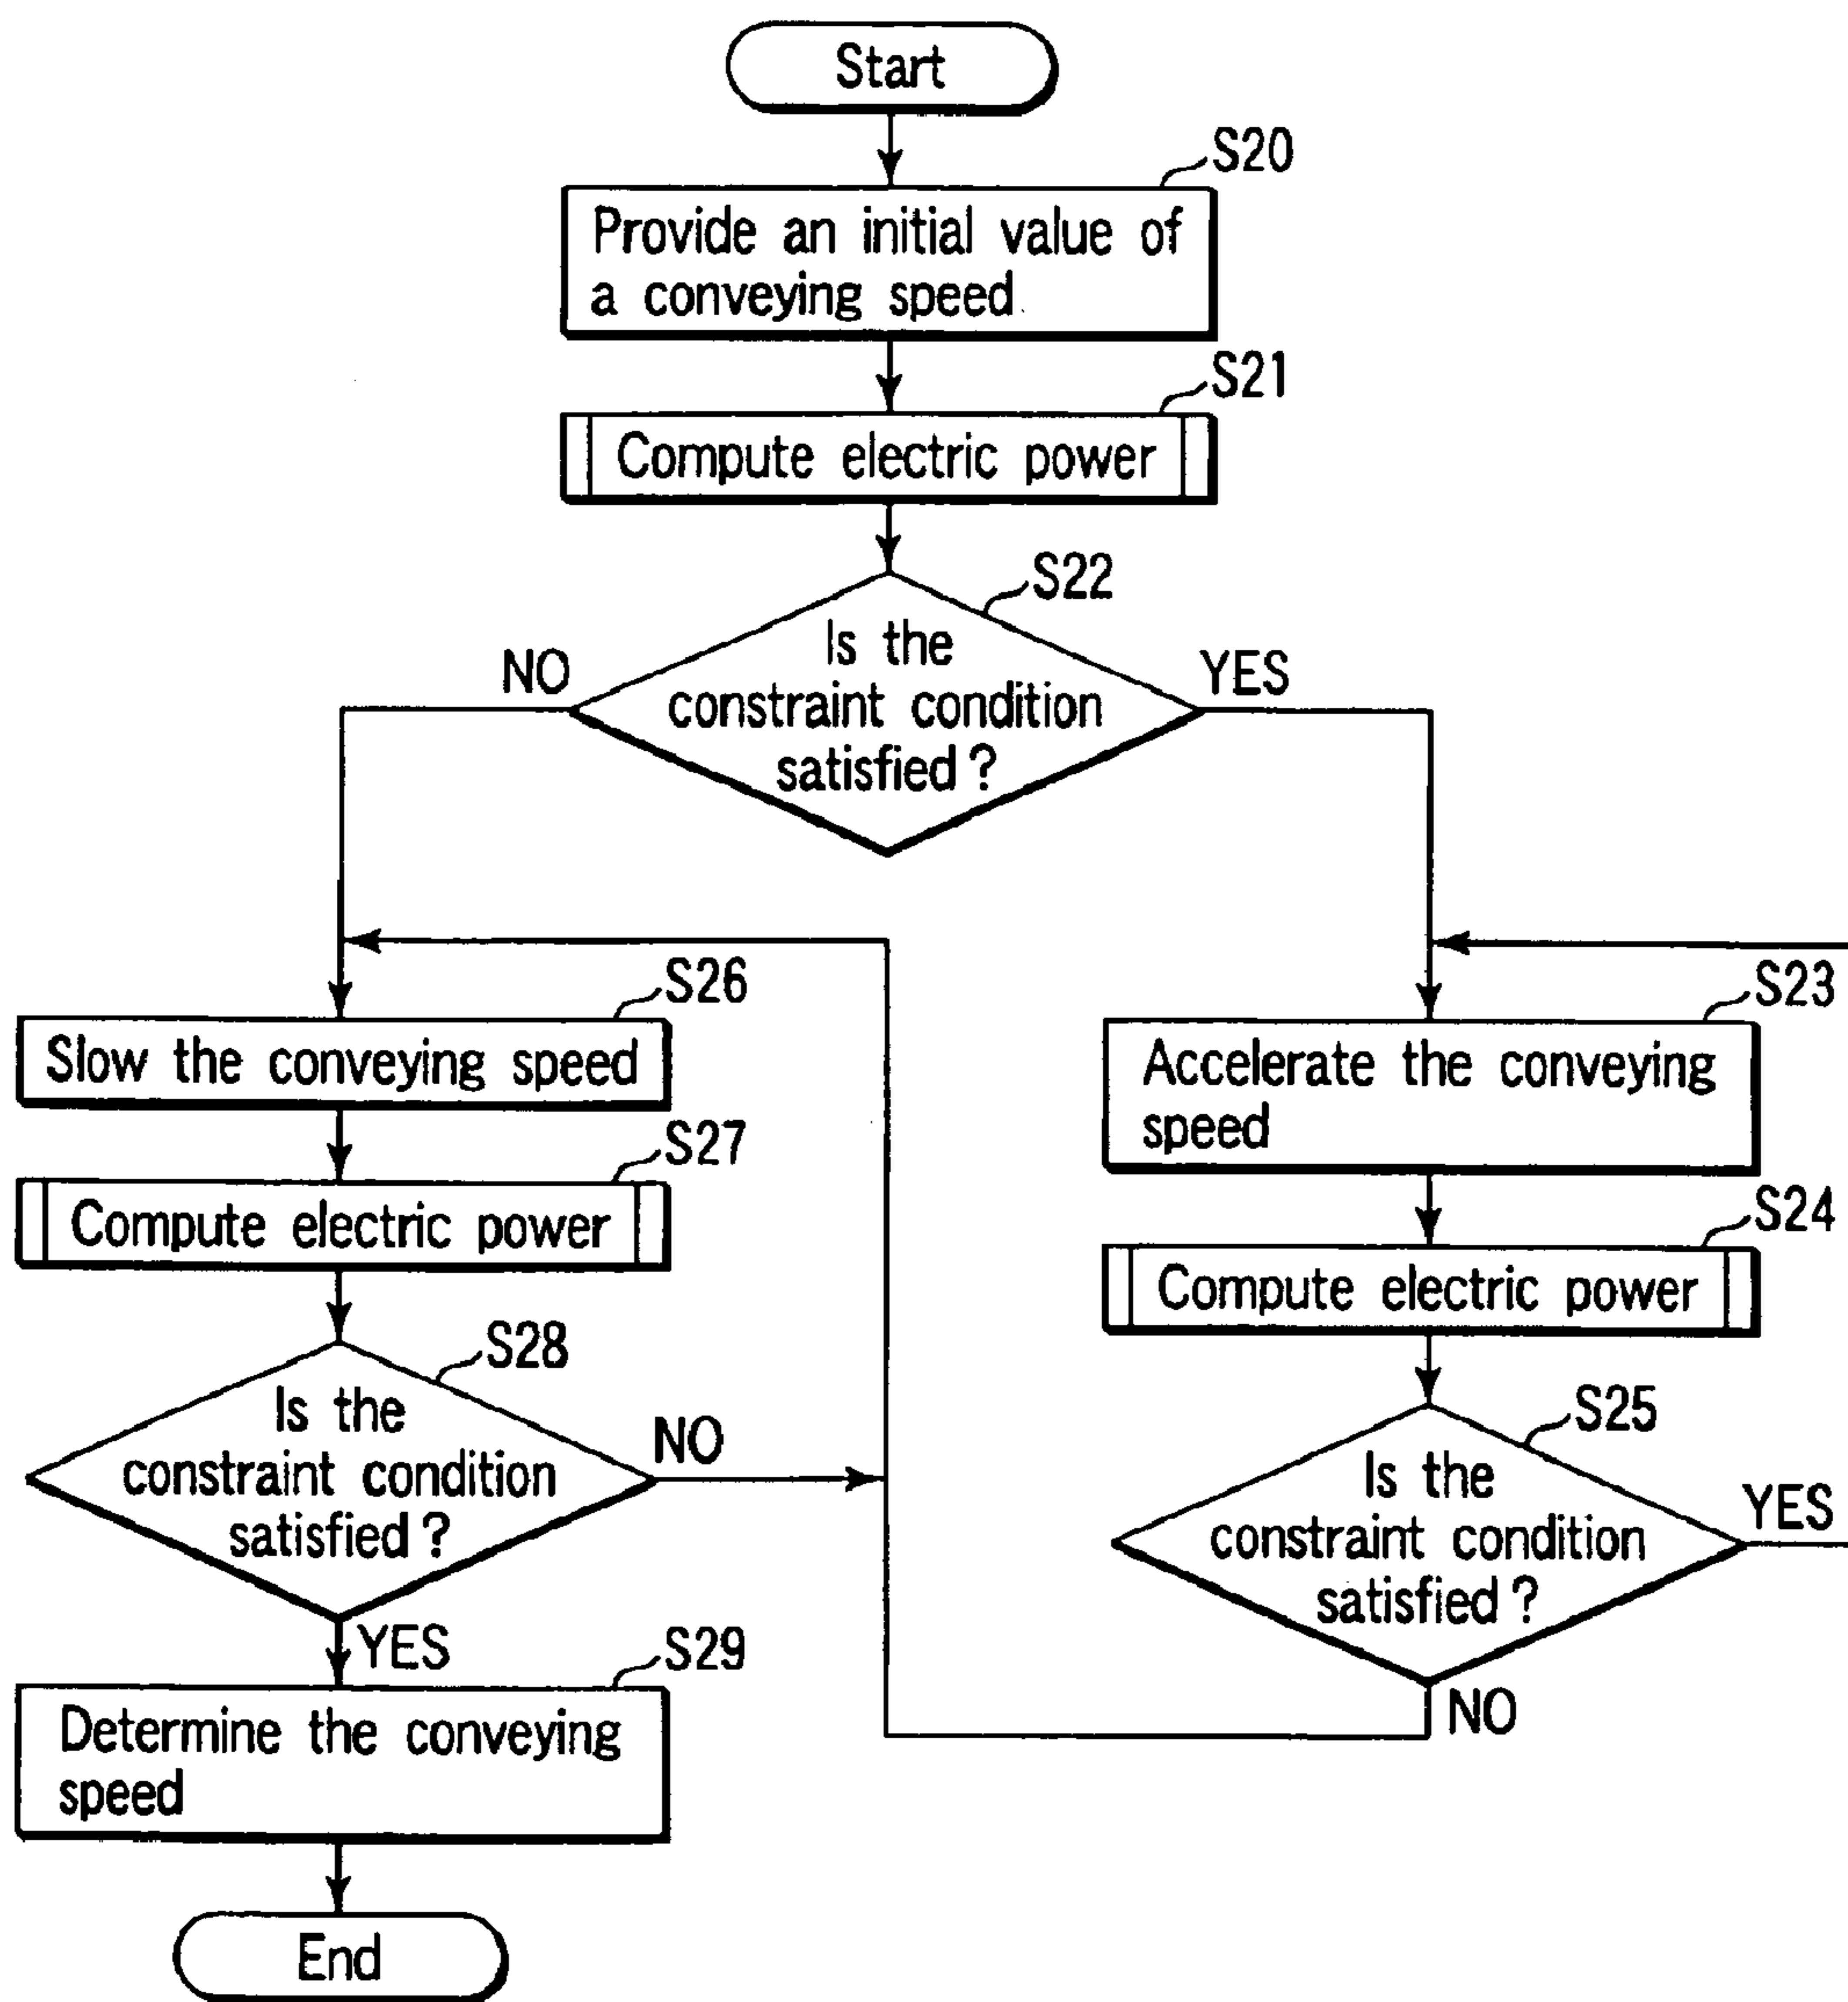 Start
S20
Provide an initial value of
a conveying speed
S21
Compute electric power
S22
Is the
constraint condition
satisfied?
NO
YES
S26
Slow the conveying speed
S27
Compute electric power
S28
Is the
constraint condition
satisfied?
NO
YES
S29
Determine the conveying
speed
End
S23
Accelerate the conveying
speed
S24
Compute electric power
S25
Is the
constraint condition
satisfied?
YES
NO